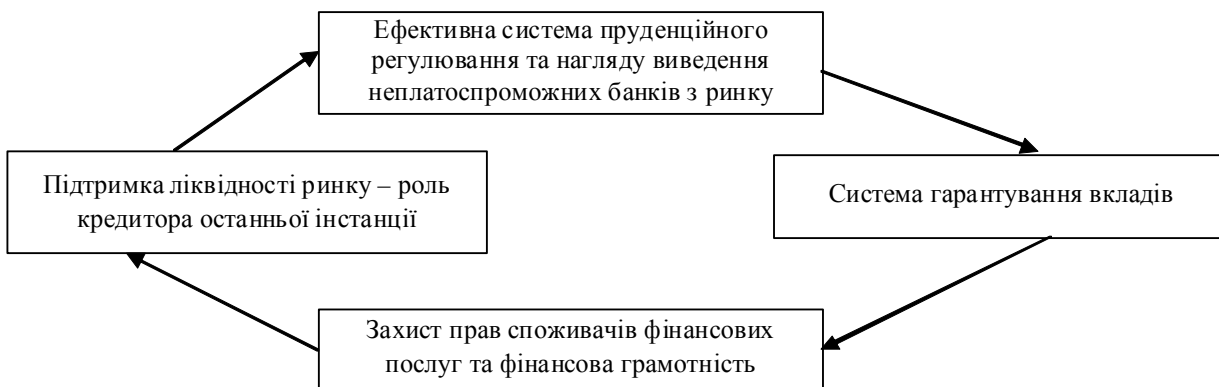 Ефективна система пруденційного
регулювання та нагляду виведення
неплатоспроможних банків з ринку
Підтримка ліквідності ринку – роль
кредитора останньої інстанції
Система гарантування вкладів
Захист прав споживачів фінансових
послуг та фінансова грамотність